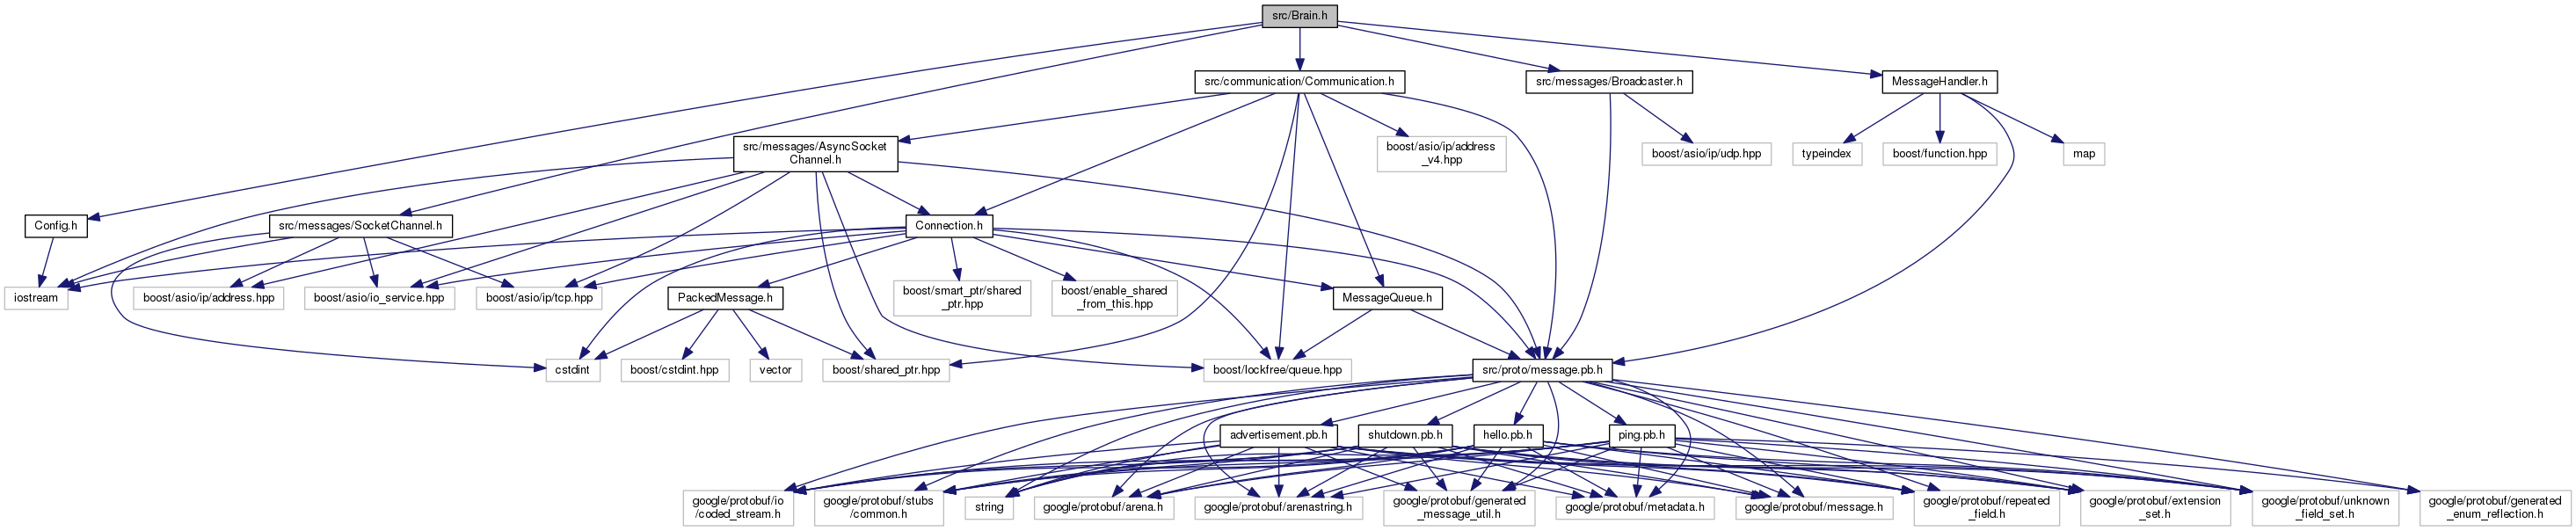 src/Brain.h
src/communication/Communication.h
src/messages/Broadcaster.h
MessageHandler.h
src/messages/AsyncSocket
Channel.h
boost/asio/ip/address
_v4.hpp
boost/asio/ip/udp.hpp
typeindex
boost/function.hpp
map
Config.h
src/messages/SocketChannel.h
Connection.h
iostream
boost/asio/ip/address.hpp
boost/asio/io_service.hpp
boost/asio/ip/tcp.hpp
PackedMessage.h
boost/smart_ptr/shared
_ptr.hpp
boost/enable_shared
_from_this.hpp
MessageQueue.h
cstdint
boost/cstdint.hpp
vector
boost/shared_ptr.hpp
boost/lockfree/queue.hpp
src/proto/message.pb.h
advertisement.pb.h
shutdown.pb.h
hello.pb.h
ping.pb.h
google/protobuf/io
/coded_stream.h
google/protobuf/stubs
/common.h
string
google/protobuf/arena.h
google/protobuf/arenastring.h
google/protobuf/generated
_message_util.h
google/protobuf/metadata.h
google/protobuf/message.h
google/protobuf/repeated
_field.h
google/protobuf/extension
_set.h
google/protobuf/unknown
_field_set.h
google/protobuf/generated
_enum_reflection.h